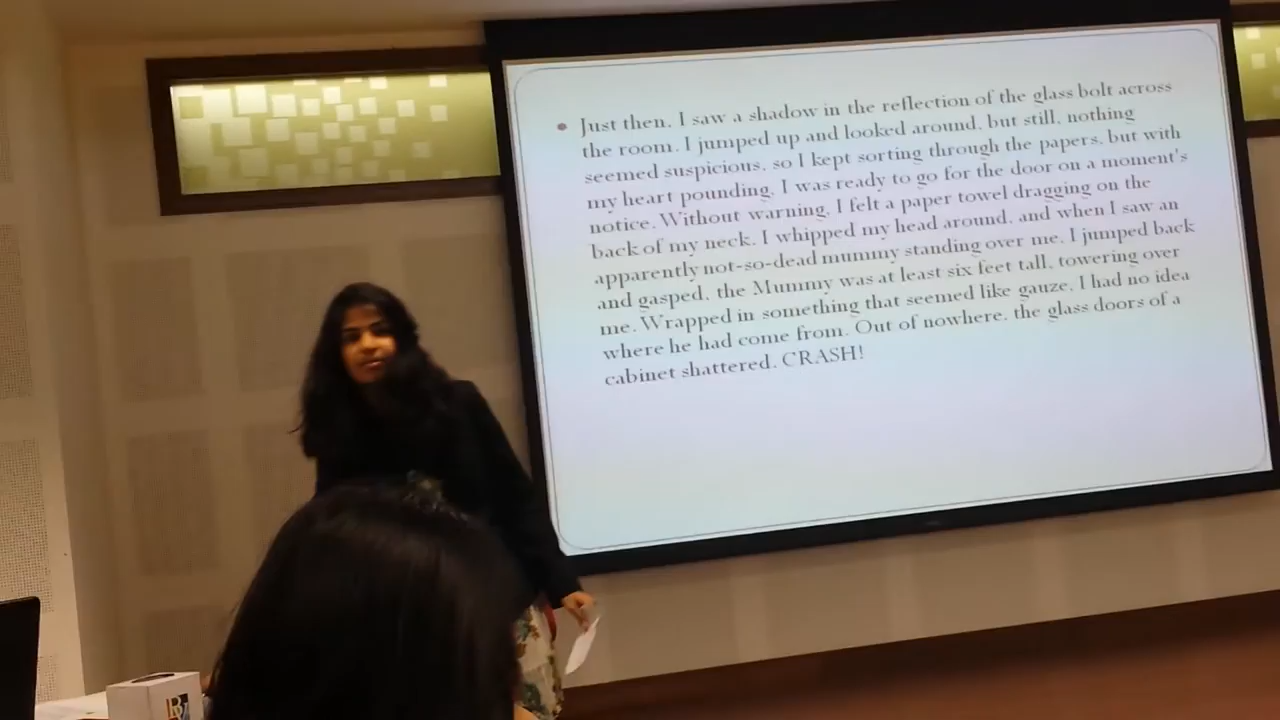 Just then, I saw a shadow in the reflection of the glass bolt across
the room. I jumped up and looked around, but still, nothing
seemed suspicious, so I kept sorting through the papers, but with
my heart pounding, I was ready to go for the door on a moment's
notice. Without warning, I felt a paper towel dragging on the
back of my neck. I whipped my head around, and when I saw an
apparently not-so-dead mummy standing over me, I jumped back
and gasped, the Mummy was at least six feet tall, towering over
me. Wrapped in something that seemed like gauze, I had no idea
where he had come from. Out of nowhere, the glass doors of a
cabinet shattered. CRASH!